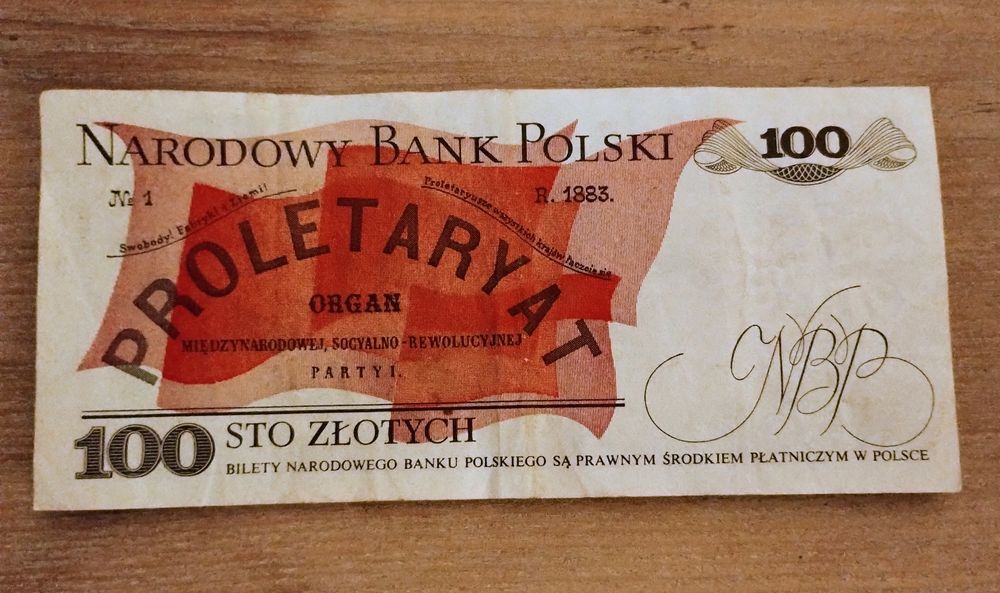 NARODOWY BANK POLSKI
100
№ 1
R. 1883.
Swobody! Fabryki i Ziemi!
Proletaryusze wszystkich krajów łączcie się
PROLETARYAT
ORGAN
MIĘDZYNARODOWEJ, SOCYALNO-REWOLUCYJNEJ
PARTYI.
NBP
100 STO ZŁOTYCH
BILETY NARODOWEGO BANKU POLSKIEGO SĄ PRAWNYM ŚRODKIEM PŁATNICZYM W POLSCE